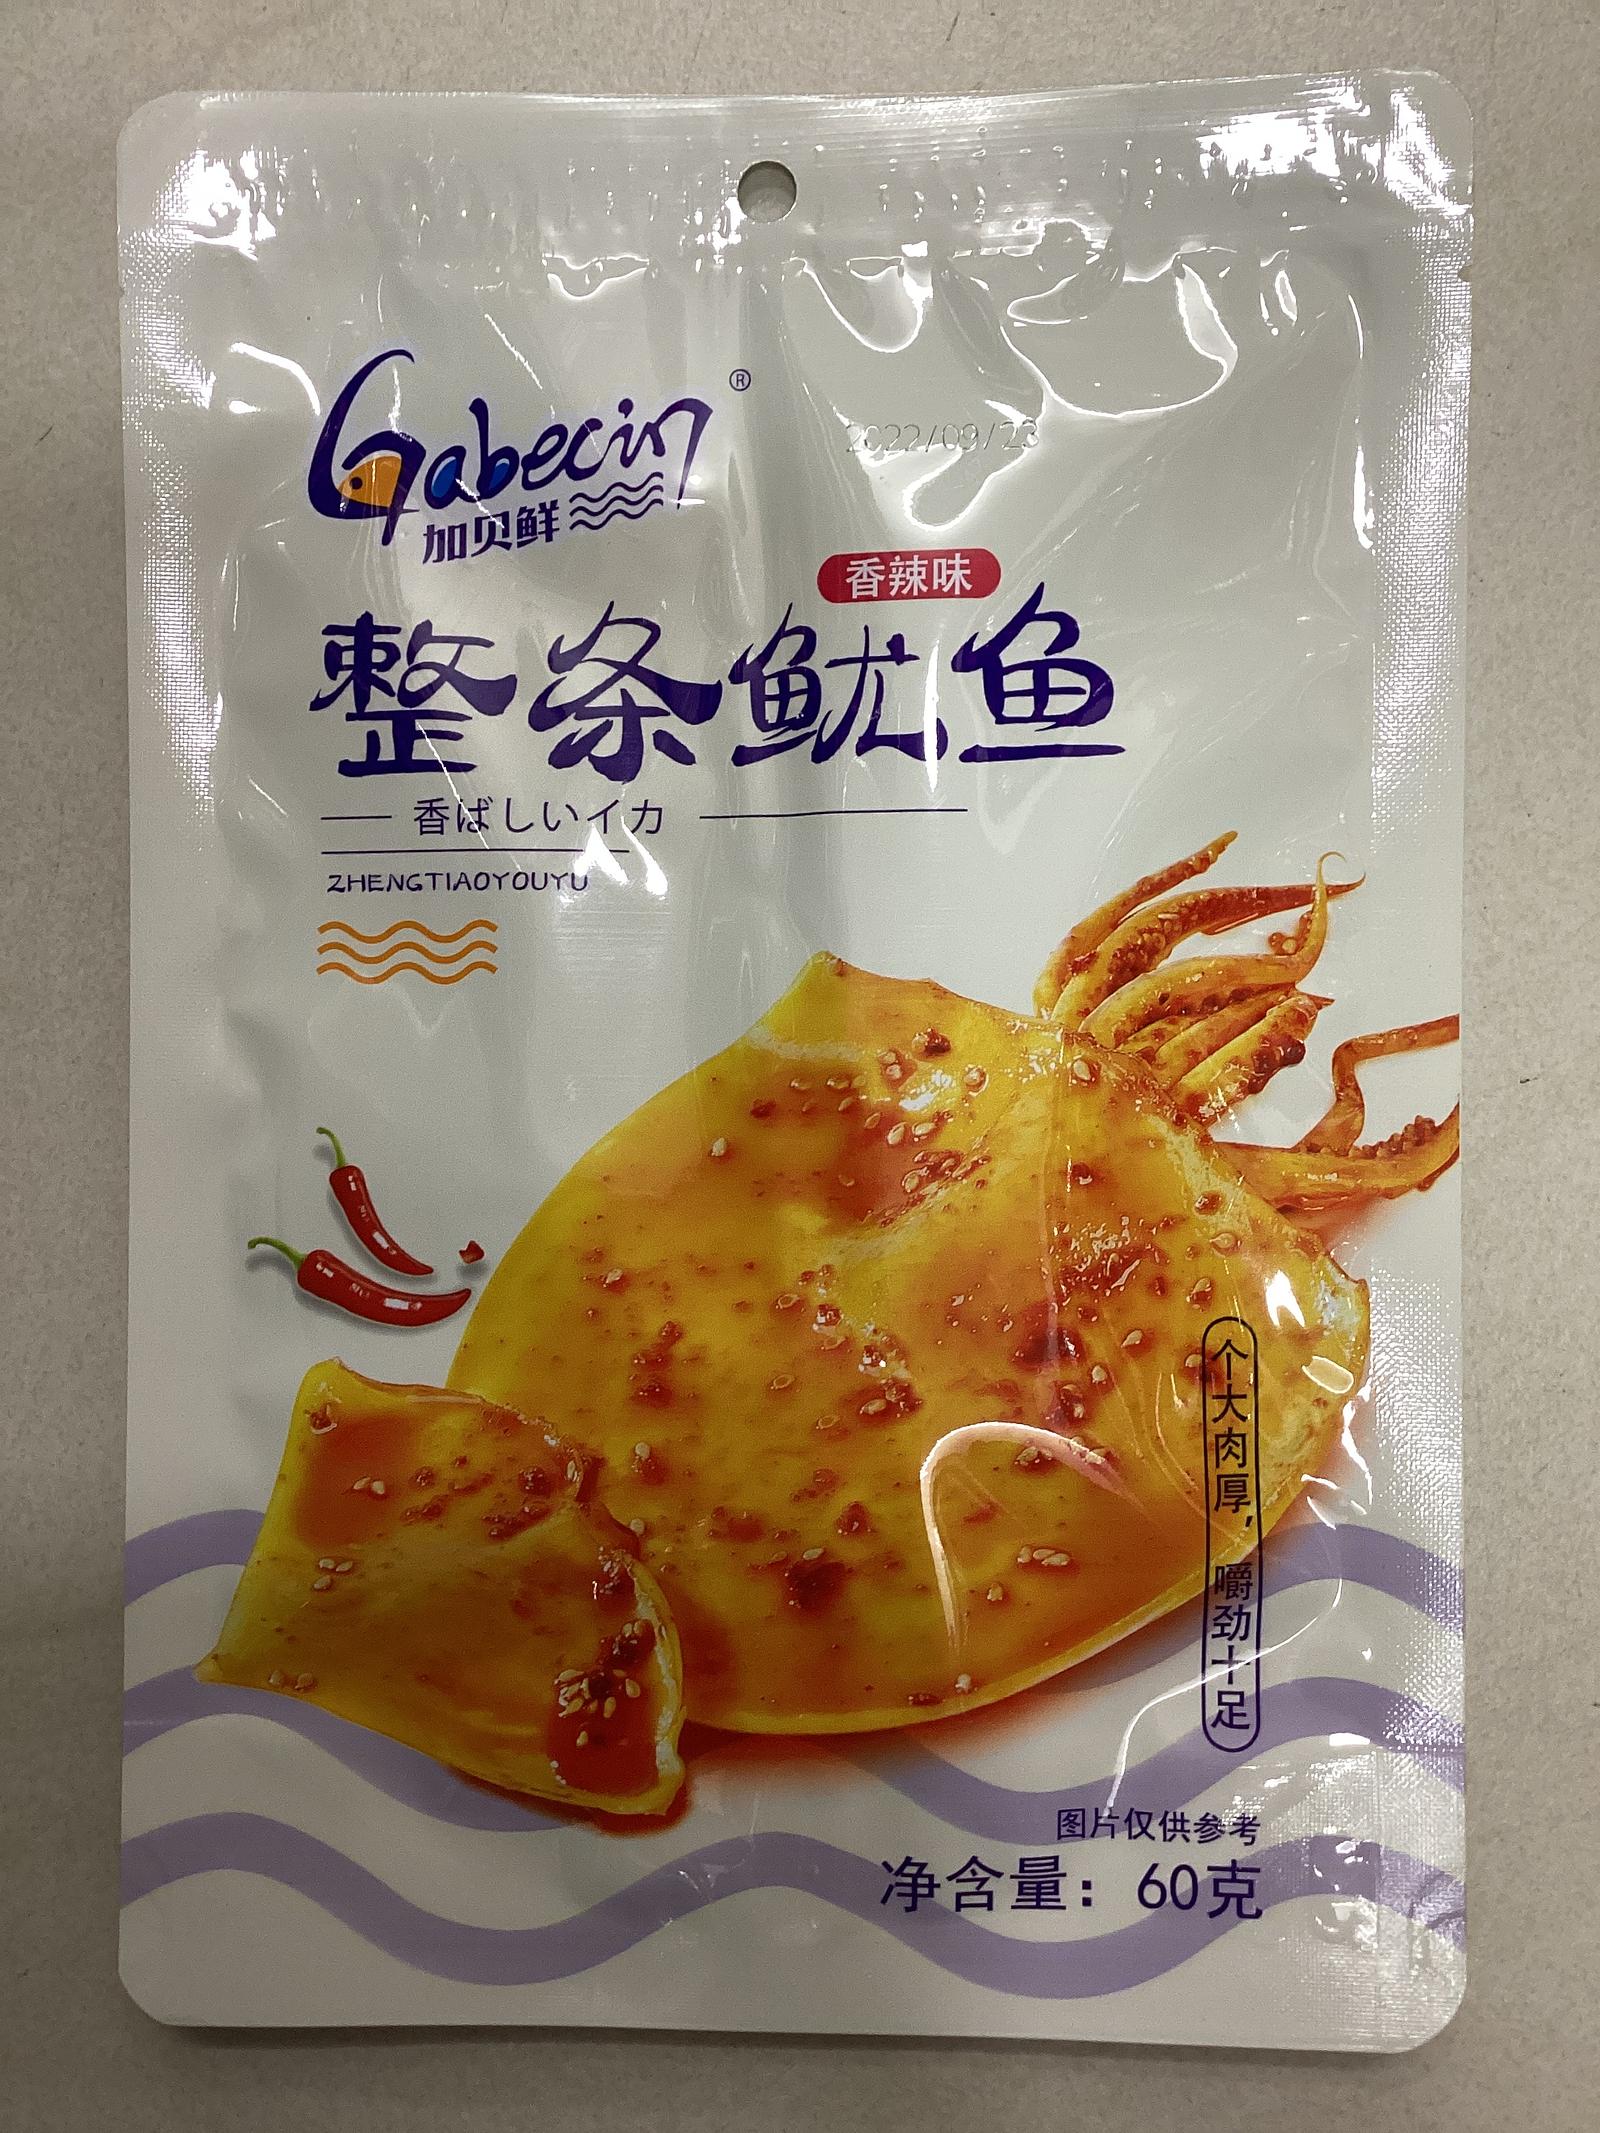 Gabecin®
加贝鲜
2022/09/23
香辣味
整条鱿鱼
香ばしいイカ
ZHENGTIAOYOUYU
个大肉厚，嚼劲十足
图片仅供参考
净含量：60克